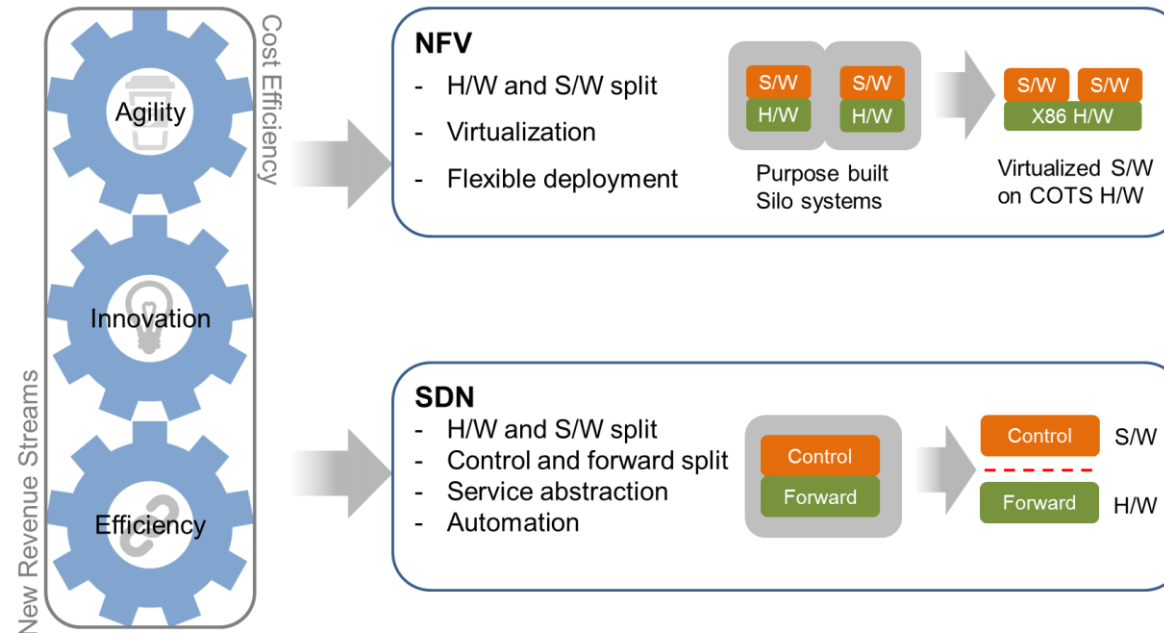 Cost Efficiency
Agility
Innovation
Efficiency
New Revenue Streams
NFV
- H/W and S/W split
- Virtualization
- Flexible deployment
S/W S/W
H/W H/W
Purpose built
Silo systems
S/W S/W
X86 H/W
Virtualized S/W
on COTS H/W
SDN
- H/W and S/W split
- Control and forward split
- Service abstraction
- Automation
Control
Forward
Control S/W
Forward H/W